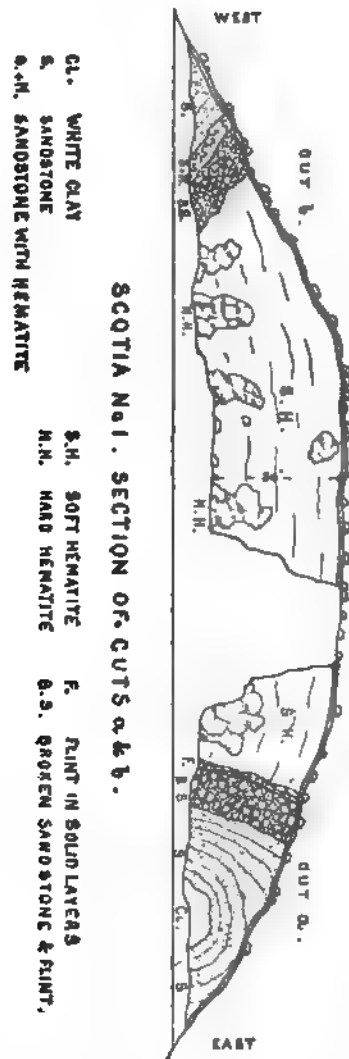 WEST
EAST
CUT b.
CUT a.
S.
S.H.
H.H.
H.H.
S.H.
F. B. S.
S
CL.
S
SCOTIA No 1. SECTION OF CUTS a & b.
CL. WHITE CLAY
S. SANDSTONE
S.&H. SANDSTONE WITH HEMATITE
S.H. SOFT HEMATITE
H.H. HARD HEMATITE
F. FLINT IN SOLID LAYERS
B.S. BROKEN SANDSTONE & FLINT,